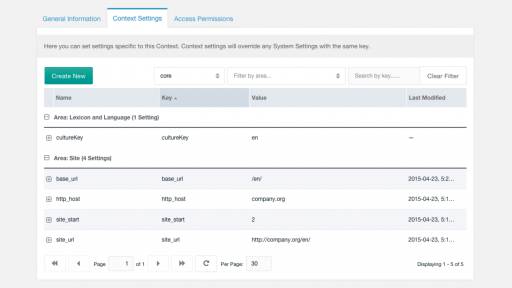 General Information Context Settings Access Permissions
Here you can set settings specific to this Context. Context settings will override any System Settings with the same key.
Create New core Filter by area... Search by key...... Clear Filter
Name Key Value Last Modified
Area: Lexicon and Language (1 Setting)
cultureKey cultureKey en —
Area: Site (4 Settings)
base_url base_url /en/ 2015-04-23, 5:2...
http_host http_host company.org 2015-04-23, 5:1...
site_start site_start 2 2015-04-23, 5:1...
site_url site_url http://company.org/en/ 2015-04-23, 5:1...
Page 1 of 1 Per Page: 30 Displaying 1 - 5 of 5